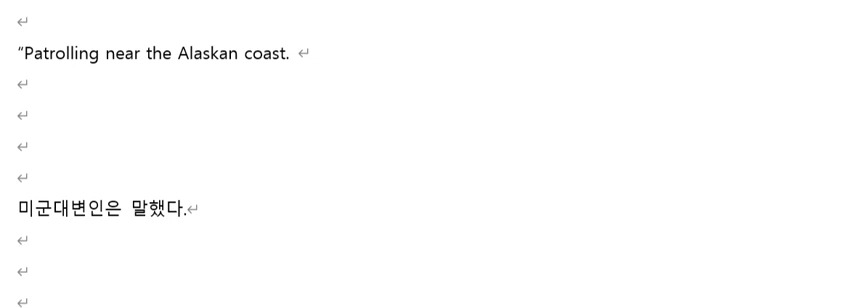 “Patrolling near the Alaskan coast.
미군대변인은 말했다.